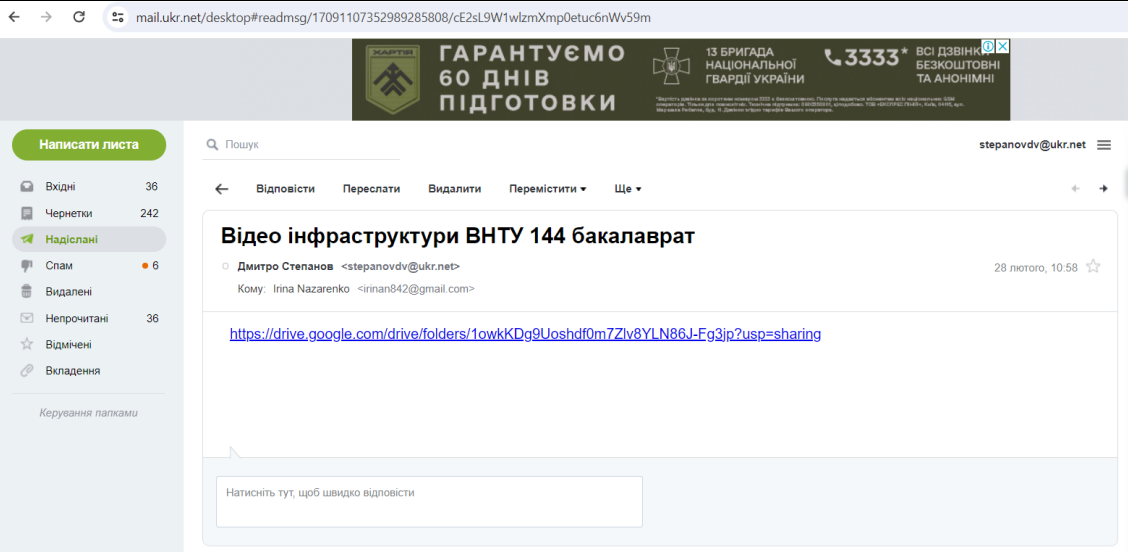 mail.ukr.net/desktop#readmsg/17091107352989285808/cE2sL9W1wlzmXmp0etuc6nWv59m
ХАРТІЯ
ГАРАНТУЄМО
60 ДНІВ
ПІДГОТОВКИ
13 БРИГАДА
НАЦІОНАЛЬНОЇ
ГВАРДІЇ УКРАЇНИ
3333*
ВСІ ДЗВІНКИ
БЕЗКОШТОВНІ
ТА АНОНІМНІ
Написати листа
Пошук
stepanovdv@ukr.net
Вхідні 36
Чернетки 242
Надіслані
Спам 6
Видалені
Непрочитані 36
Відмічені
Вкладення
Керування папками
Відповісти Переслати Видалити Перемістити Ще
Відео інфраструктури ВНТУ 144 бакалаврат
Дмитро Степанов <stepanovdv@ukr.net>
28 лютого, 10:58
Кому: Irina Nazarenko <irinan842@gmail.com>
https://drive.google.com/drive/folders/1owkKDg9Uoshdf0m7Zlv8YLN86J-Fg3jp?usp=sharing
Натисніть тут, щоб швидко відповісти